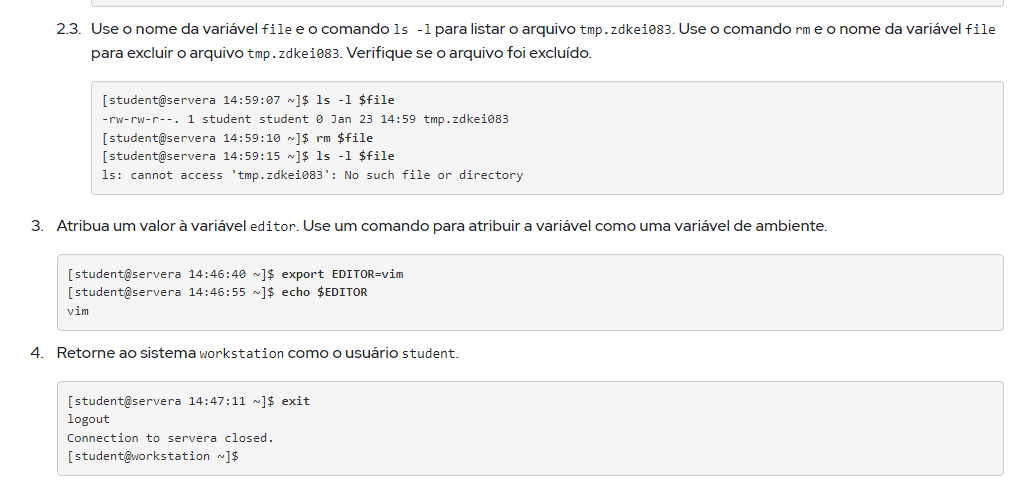 2.3. Use o nome da variável file e o comando ls -l para listar o arquivo tmp.zdkei083. Use o comando rm e o nome da variável file
para excluir o arquivo tmp.zdkei083. Verifique se o arquivo foi excluído.
[student@servera 14:59:07 ~]$ ls -l $file
-rw-rw-r--. 1 student student 0 Jan 23 14:59 tmp.zdkei083
[student@servera 14:59:10 ~]$ rm $file
[student@servera 14:59:15 ~]$ ls -l $file
ls: cannot access 'tmp.zdkei083': No such file or directory
3. Atribua um valor à variável editor. Use um comando para atribuir a variável como uma variável de ambiente.
[student@servera 14:46:40 ~]$ export EDITOR=vim
[student@servera 14:46:55 ~]$ echo $EDITOR
vim
4. Retorne ao sistema workstation como o usuário student.
[student@servera 14:47:11 ~]$ exit
logout
Connection to servera closed.
[student@workstation ~]$